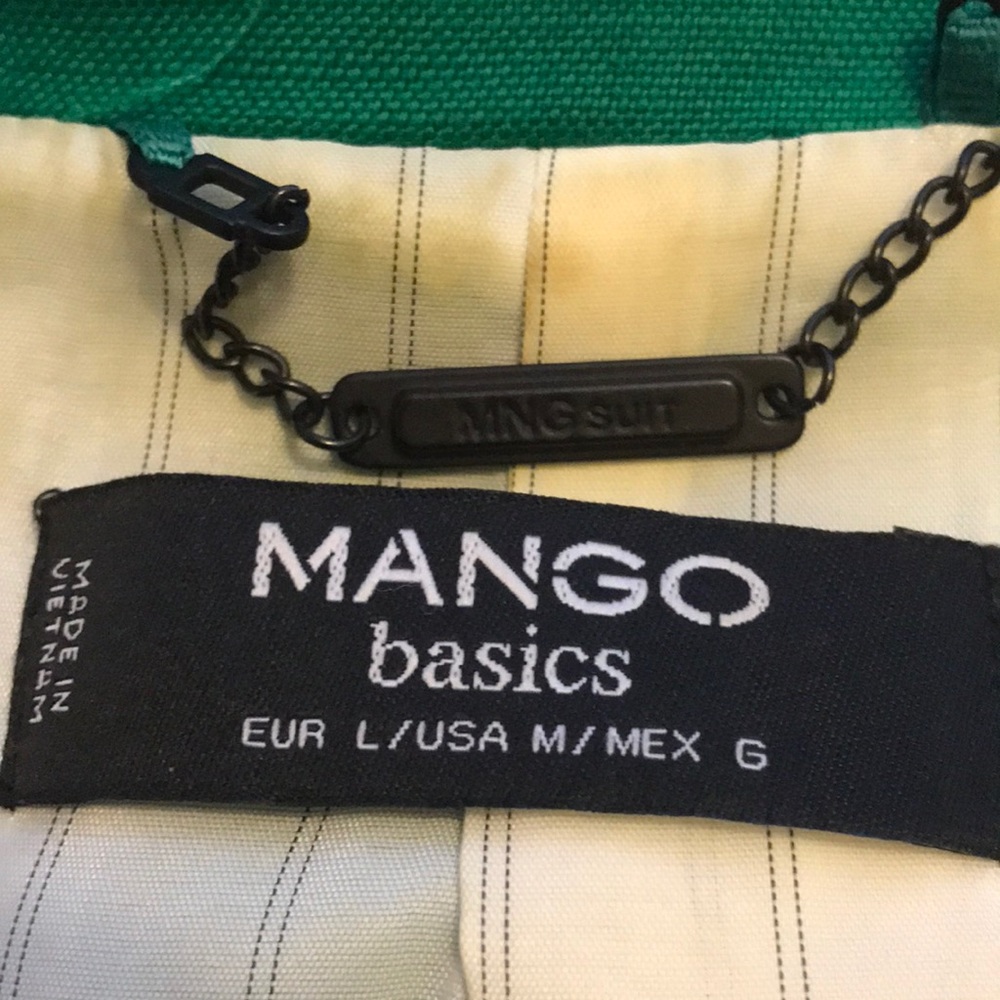 MNG SUIT
MANGO
basics
EUR L/USA M/MEX G
MADE IN
VIETNAM